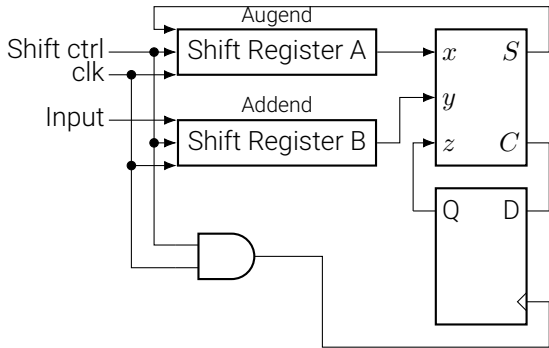 Augend
Shift ctrl
Shift Register A
x
S
clk
Addend
y
Input
Shift Register B
z
C
Q
D